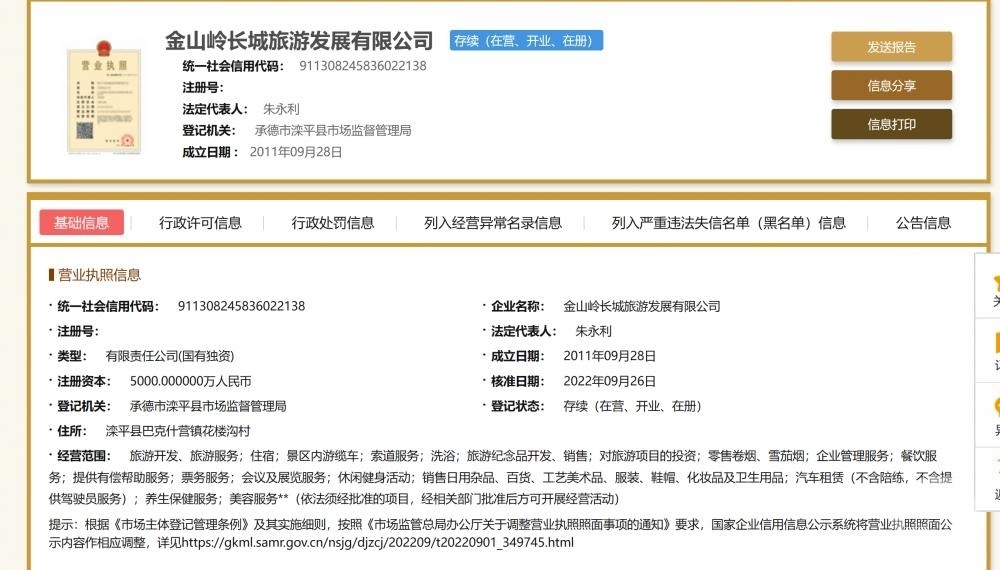 金山岭长城旅游发展有限公司 存续（在营、开业、在册）
统一社会信用代码： 911308245836022138
注册号：
法定代表人： 朱永利
登记机关： 承德市滦平县市场监督管理局
成立日期： 2011年09月28日
营业执照
发送报告
信息分享
信息打印
基础信息 行政许可信息 行政处罚信息 列入经营异常名录信息 列入严重违法失信名单（黑名单）信息 公告信息
营业执照信息
· 统一社会信用代码： 911308245836022138 · 企业名称： 金山岭长城旅游发展有限公司
· 注册号： · 法定代表人： 朱永利
· 类型： 有限责任公司(国有独资) · 成立日期： 2011年09月28日
· 注册资本： 5000.000000万人民币 · 核准日期： 2022年09月26日
· 登记机关： 承德市滦平县市场监督管理局 · 登记状态： 存续（在营、开业、在册）
· 住所： 滦平县巴克什营镇花楼沟村
· 经营范围： 旅游开发、旅游服务；住宿；景区内游缆车；索道服务；洗浴；旅游纪念品开发、销售；对旅游项目的投资；零售卷烟、雪茄烟；企业管理服务；餐饮服
务；提供有偿帮助服务；票务服务；会议及展览服务；休闲健身活动；销售日用杂品、百货、工艺美术品、服装、鞋帽、化妆品及卫生用品；汽车租赁（不含陪练，不含提
供驾驶员服务）；养生保健服务；美容服务**（依法须经批准的项目，经相关部门批准后方可开展经营活动）
提示：根据《市场主体登记管理条例》及其实施细则，按照《市场监管总局办公厅关于调整营业执照照面事项的通知》要求，国家企业信用信息公示系统将营业执照照面公
示内容作相应调整，详见https://gkml.samr.gov.cn/nsjg/djzcj/202209/t20220901_349745.html